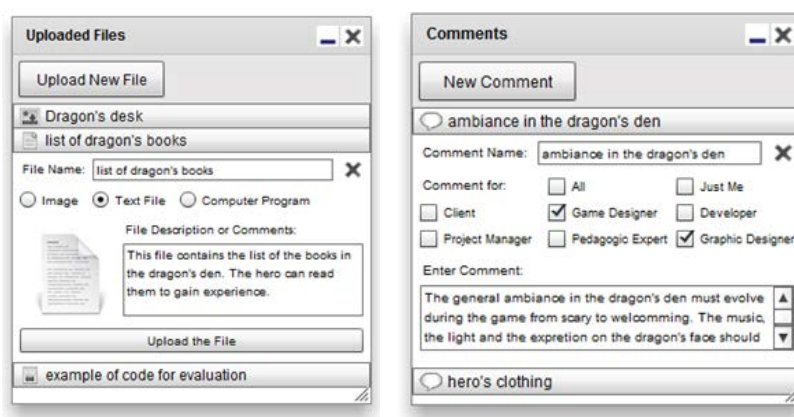 Uploaded Files
Upload New File
Dragon's desk
list of dragon's books
File Name: list of dragon's books
Image Text File Computer Program
File Description or Comments:
This file contains the list of the books in
the dragon's den. The hero can read
them to gain experience.
Upload the File
example of code for evaluation
Comments
New Comment
ambiance in the dragon's den
Comment Name: ambiance in the dragon's den
Comment for: All Just Me
Client Game Designer Developer
Project Manager Pedagogic Expert Graphic Designer
Enter Comment:
The general ambiance in the dragon's den must evolve
during the game from scary to welcomming. The music,
the light and the expretion on the dragon's face should
hero's clothing